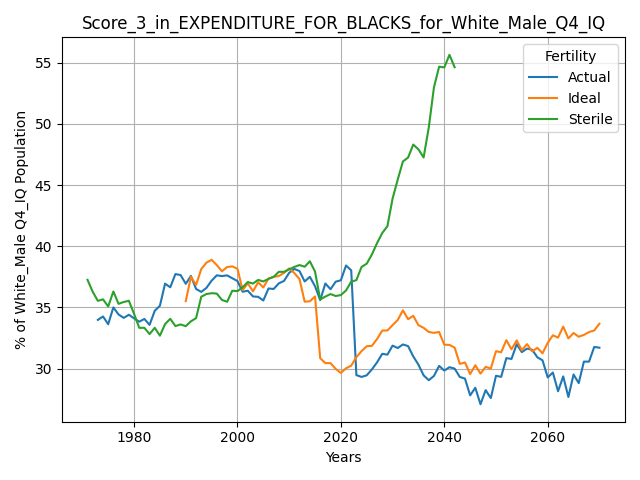 Score_3_in_EXPENDITURE_FOR_BLACKS_for_White_Male_Q4_IQ
Fertility
Actual
Ideal
Sterile
% of White_Male Q4_IQ Population
55
50
45
40
35
30
1980
2000
2020
2040
2060
Years